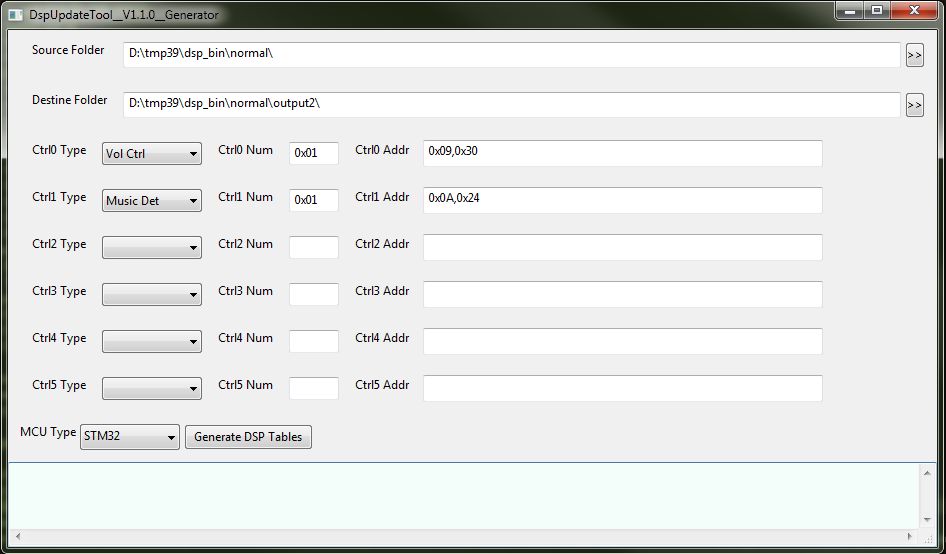 DspUpdateTool__V1.1.0__Generator
Source Folder D:\tmp39\dsp_bin\normal\ >>
Destine Folder D:\tmp39\dsp_bin\normal\output2\ >>
Ctrl0 Type Vol Ctrl Ctrl0 Num 0x01 Ctrl0 Addr 0x09,0x30
Ctrl1 Type Music Det Ctrl1 Num 0x01 Ctrl1 Addr 0x0A,0x24
Ctrl2 Type Ctrl2 Num Ctrl2 Addr
Ctrl3 Type Ctrl3 Num Ctrl3 Addr
Ctrl4 Type Ctrl4 Num Ctrl4 Addr
Ctrl5 Type Ctrl5 Num Ctrl5 Addr
MCU Type STM32 Generate DSP Tables